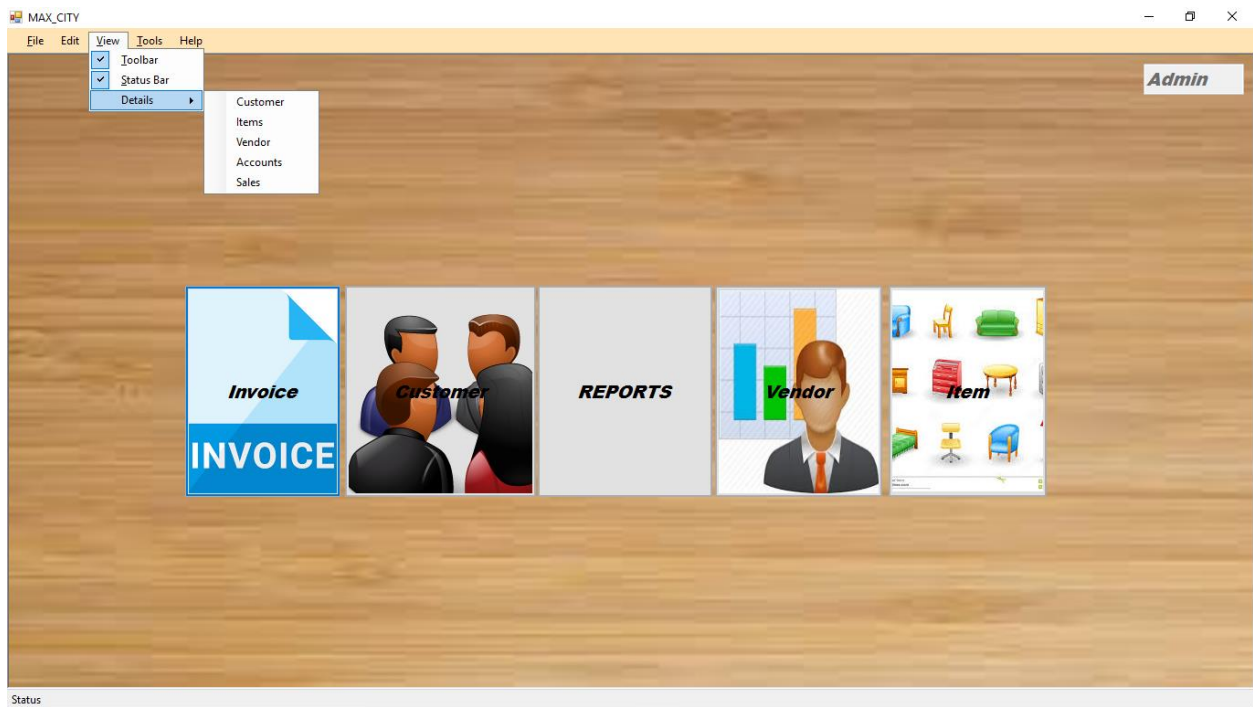 MAX_CITY
File Edit View Tools Help
Toolbar
Status Bar
Details
Customer
Items
Vendor
Accounts
Sales
Admin
Invoice
INVOICE
Customer
REPORTS
Vendor
Item
Status